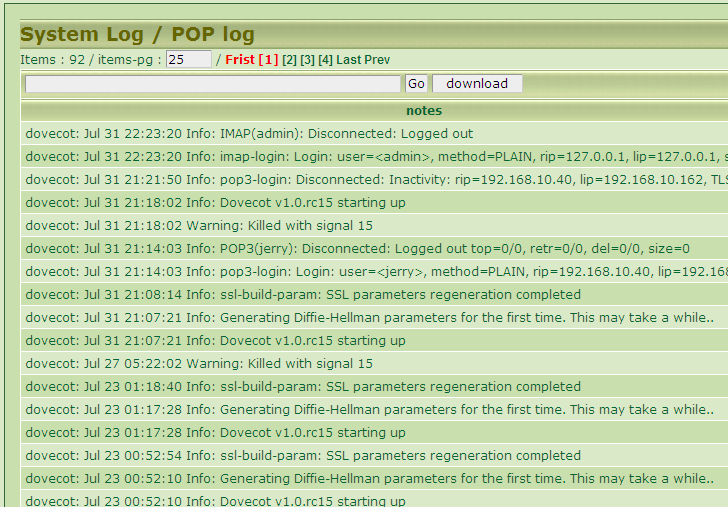 System Log / POP log
Items : 92 / items-pg : 25 / Frist [1] [2] [3] [4] Last Prev
Go download
notes
dovecot: Jul 31 22:23:20 Info: IMAP(admin): Disconnected: Logged out
dovecot: Jul 31 22:23:20 Info: imap-login: Login: user=<admin>, method=PLAIN, rip=127.0.0.1, lip=127.0.0.1, s
dovecot: Jul 31 21:21:50 Info: pop3-login: Disconnected: Inactivity: rip=192.168.10.40, lip=192.168.10.162, TLS
dovecot: Jul 31 21:18:02 Info: Dovecot v1.0.rc15 starting up
dovecot: Jul 31 21:18:02 Warning: Killed with signal 15
dovecot: Jul 31 21:14:03 Info: POP3(jerry): Disconnected: Logged out top=0/0, retr=0/0, del=0/0, size=0
dovecot: Jul 31 21:14:03 Info: pop3-login: Login: user=<jerry>, method=PLAIN, rip=192.168.10.40, lip=192.168
dovecot: Jul 31 21:08:14 Info: ssl-build-param: SSL parameters regeneration completed
dovecot: Jul 31 21:07:21 Info: Generating Diffie-Hellman parameters for the first time. This may take a while..
dovecot: Jul 31 21:07:21 Info: Dovecot v1.0.rc15 starting up
dovecot: Jul 27 05:22:02 Warning: Killed with signal 15
dovecot: Jul 23 01:18:40 Info: ssl-build-param: SSL parameters regeneration completed
dovecot: Jul 23 01:17:28 Info: Generating Diffie-Hellman parameters for the first time. This may take a while..
dovecot: Jul 23 01:17:28 Info: Dovecot v1.0.rc15 starting up
dovecot: Jul 23 00:52:54 Info: ssl-build-param: SSL parameters regeneration completed
dovecot: Jul 23 00:52:10 Info: Generating Diffie-Hellman parameters for the first time. This may take a while..
dovecot: Jul 23 00:52:10 Info: Dovecot v1.0.rc15 starting up